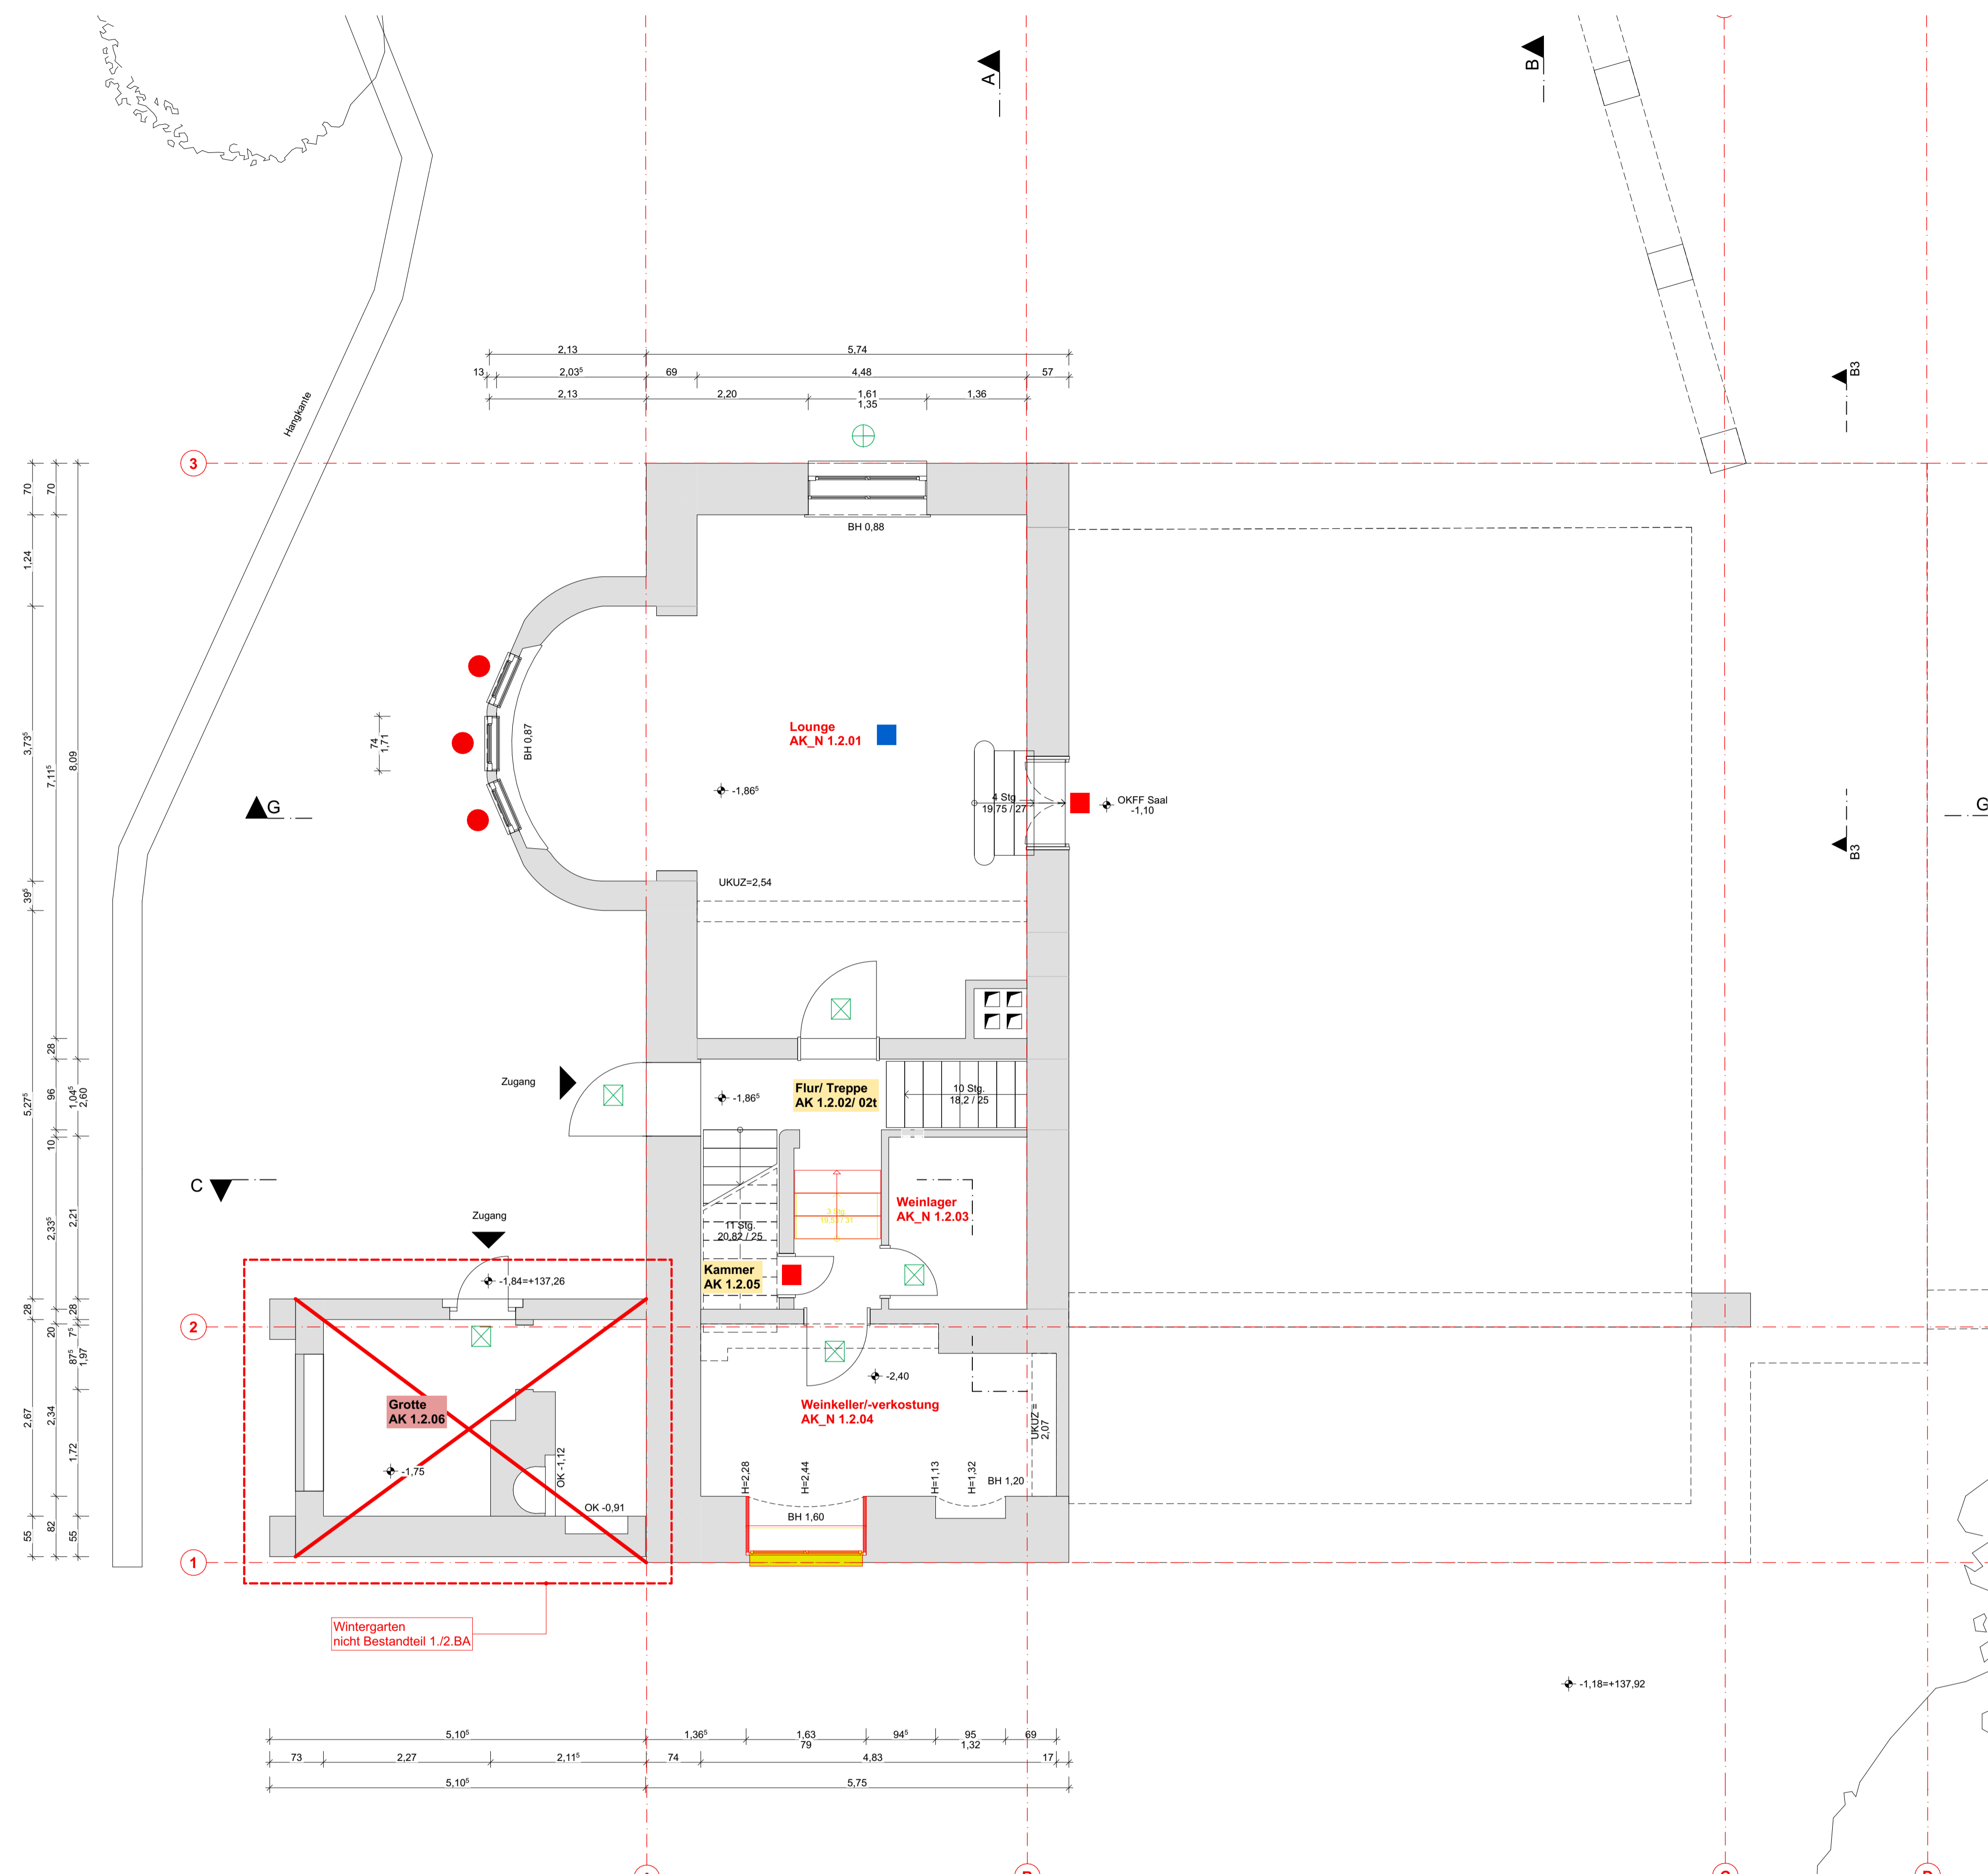 A
B
B3
B3
Hangkante
2,13
5,74
13
2,03⁵
69
4,48
57
2,13
2,20
1,61
1,35
1,36
3
BH 0,88
70
70
1,24
3,73⁵
7,11⁵
8,09
39⁵
74
1,71
BH 0,87
Lounge
AK_N 1.2.01
-1,86⁵
4 Stg
19,75 / 27
OKFF Saal
-1,10
G
G
UKUZ=2,54
Zugang
-1,86⁵
Flur/ Treppe
AK 1.2.02/ 02t
10 Stg.
18,2 / 25
28
96
1,04⁵
2,60
5,27⁵
10
C
2,33⁵
2,21
Zugang
Weinlager
AK_N 1.2.03
3 Stg.
11 Stg.
20,82 / 25
Kammer
AK 1.2.05
-1,84=+137,26
28
28
20
7⁵
87⁵
1,97
2
-2,40
Grotte
AK 1.2.06
Weinkeller/-verkostung
AK_N 1.2.04
UKUZ =
2,07
2,67
2,34
1,72
-1,75
OK -1,12
OK -0,91
H=2,28
H=2,44
H=1,13
H=1,32
BH 1,20
BH 1,60
55
82
55
1
Wintergarten
nicht Bestandteil 1./2.BA
-1,18=+137,92
5,10⁵
1,36⁵
1,63
79
94⁵
95
1,32
69
73
2,27
2,11⁵
74
4,83
17
5,10⁵
5,75